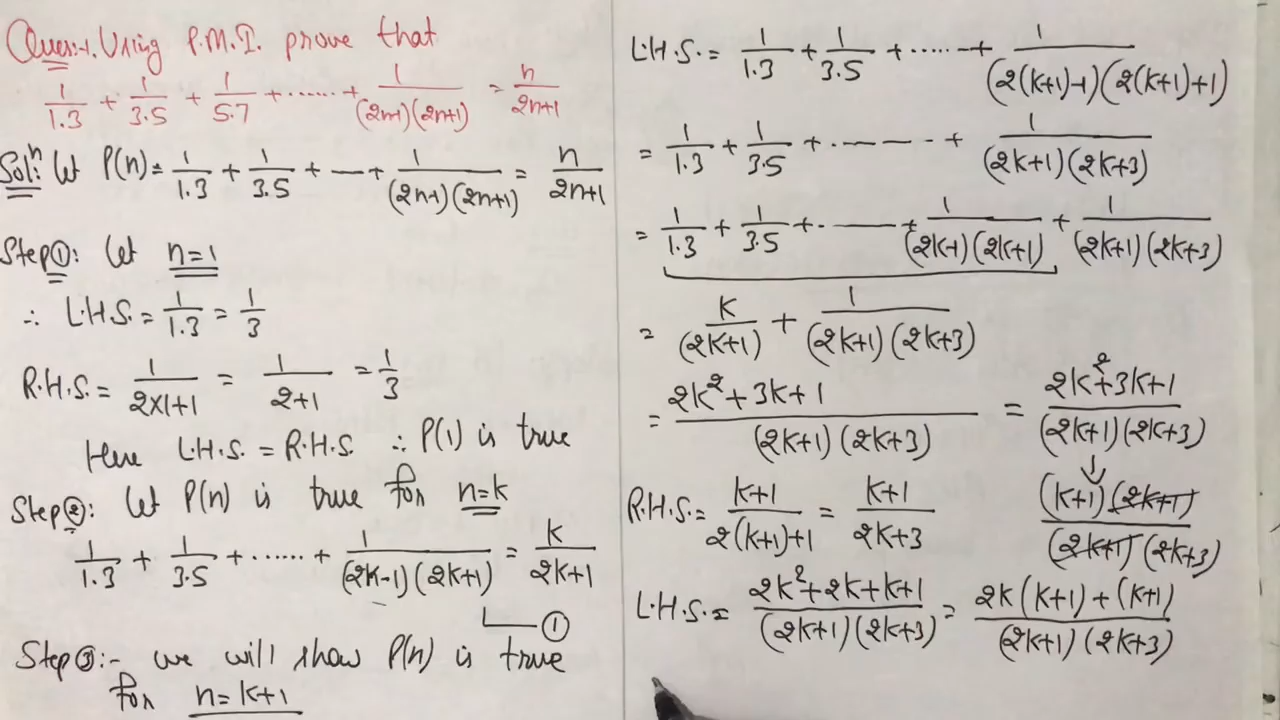 Ques:-1. Using P.M.I. prove that
1/1.3 + 1/3.5 + 1/5.7 + ...... + 1/(2n-1)(2n+1) = n/2n+1
Solⁿ: Let P(n) = 1/1.3 + 1/3.5 + — + 1/(2n-1)(2n+1) = n/2n+1
Step①: Let n=1
∴ L.H.S. = 1/1.3 = 1/3
R.H.S. = 1/2×1+1 = 1/2+1 = 1/3
Here L.H.S. = R.H.S. ∴ P(1) is true
Step②: Let P(n) is true for n=k
1/1.3 + 1/3.5 + ...... + 1/(2k-1)(2k+1) = k/2k+1
①
Step③:- we will show P(n) is true
for n=k+1
L.H.S. = 1/1.3 + 1/3.5 + ...... + 1/(2(k+1)-1)(2(k+1)+1)
= 1/1.3 + 1/3.5 + .——— + 1/(2k+1)(2k+3)
= 1/1.3 + 1/3.5 + .—— + 1/(2k-1)(2k+1) + 1/(2k+1)(2k+3)
= k/(2k+1) + 1/(2k+1)(2k+3)
= 2k²+3k+1/(2k+1)(2k+3) = 2k²+3k+1/(2k+1)(2k+3)
↓
R.H.S. = k+1/2(k+1)+1 = k+1/2k+3 (k+1)(2k+1)/(2k+1)(2k+3)
L.H.S. = 2k²+2k+k+1/(2k+1)(2k+3) = 2k(k+1)+(k+1)/(2k+1)(2k+3)